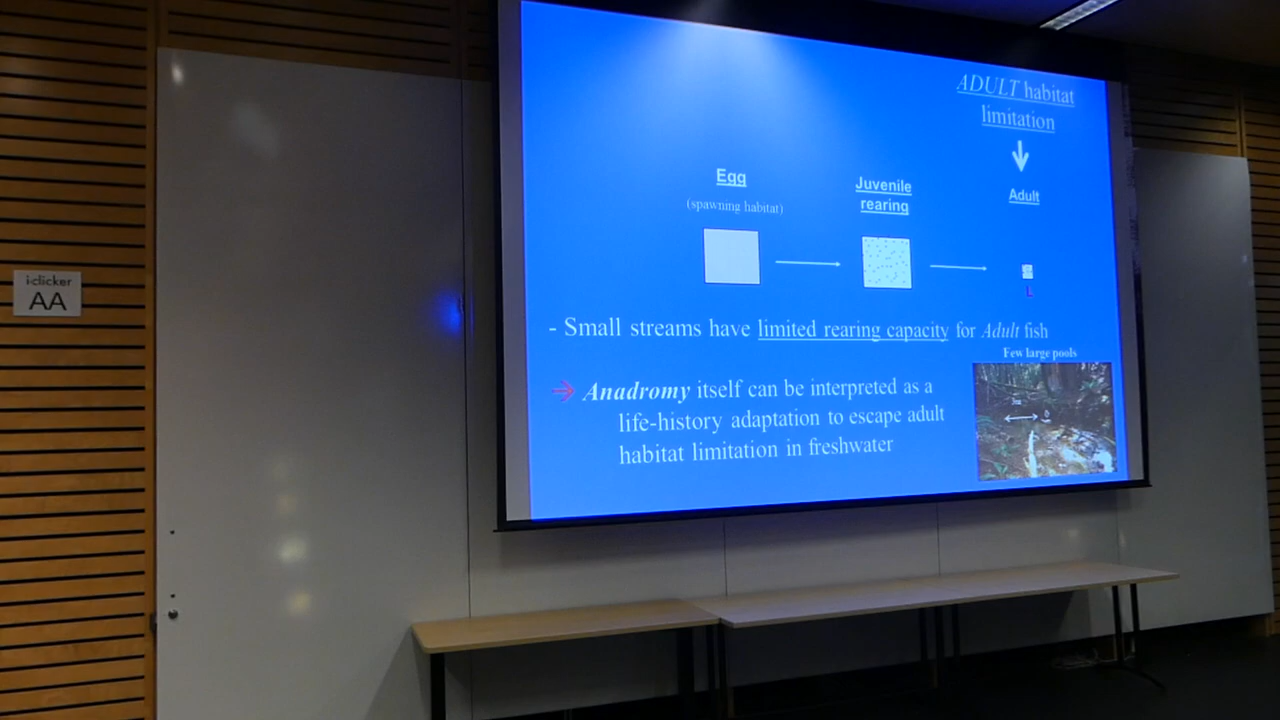 i-clicker
AA
ADULT habitat
limitation
Egg
(spawning habitat)
Juvenile
rearing
Adult
L
- Small streams have limited rearing capacity for Adult fish
Few large pools
Anadromy itself can be interpreted as a
life-history adaptation to escape adult
habitat limitation in freshwater